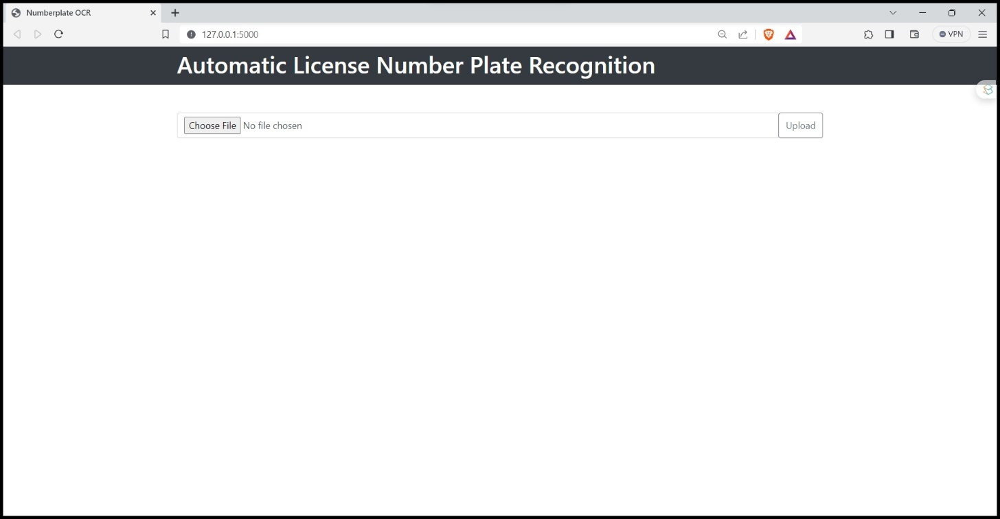 Numberplate OCR
127.0.0.1:5000
VPN
Automatic License Number Plate Recognition
Choose File No file chosen
Upload